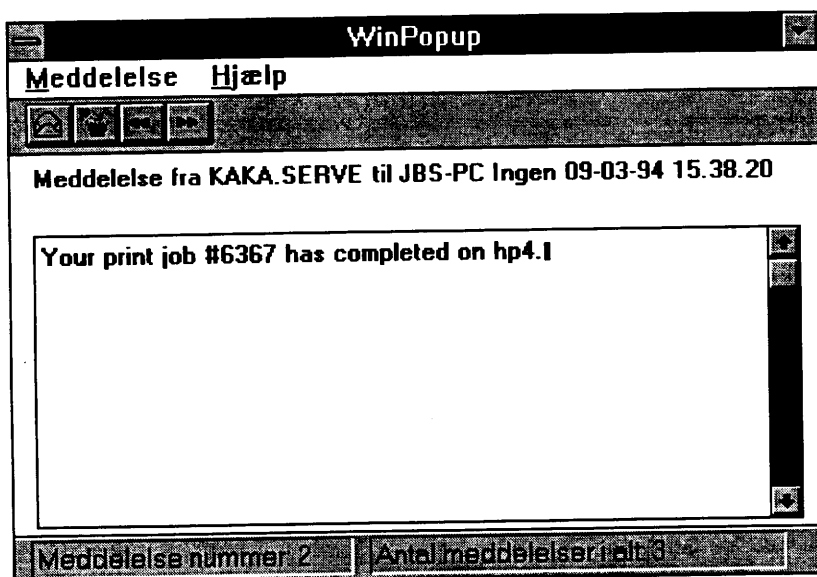 WinPopup
Meddelelse Hjælp
Meddelelse fra KAKA.SERVE til JBS-PC Ingen 09-03-94 15.38.20
Your print job #6367 has completed on hp4.
Meddelelse nummer 2 Antal meddelelser i alt 3